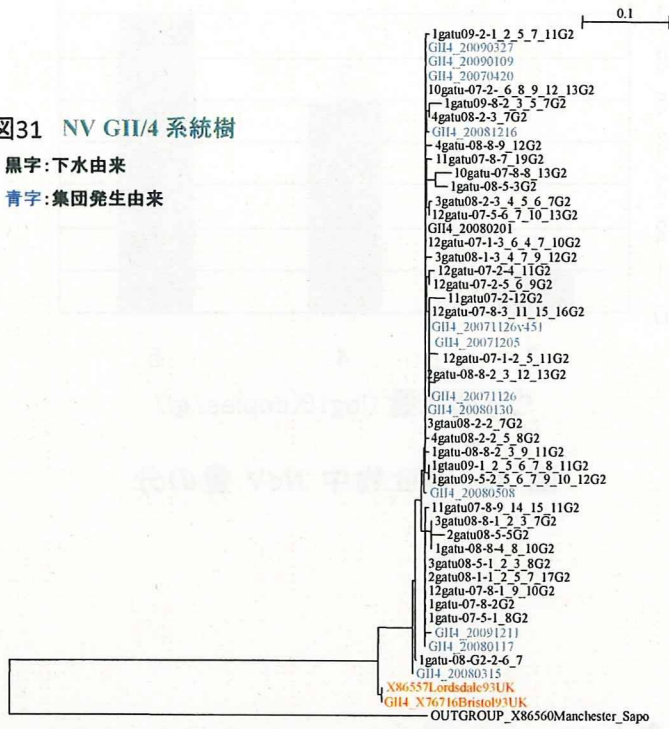 0.1
図31 NV GII/4 系統樹
黒字:下水由来
青字:集団発生由来
1gatu09-2-1_2_5_7_11G2
GII4_20090327
GII4_20090109
GII4_20070420
10gatu-07-2-_6_8_9_12_13G2
1gatu09-8-2_3_5_7G2
4gatu08-2-3_7G2
GII4_20081216
4gatu-08-8-9_12G2
11gatu07-8-7_19G2
10gatu-07-8-8_13G2
1gatu-08-5-3G2
3gatu08-2-3_4_5_6_7G2
12gatu-07-5-6_7_10_13G2
GII4_20080201
12gatu-07-1-3_6_4_7_10G2
3gatu08-1-3_4_7_9_12G2
12gatu-07-2-4_11G2
12gatu-07-2-5_6_9G2
11gatu07-2-12G2
12gatu-07-8-3_11_15_16G2
GII4_20071126v451
GII4_20071205
12gatu-07-1-2_5_11G2
2gatu-08-8-2_3_12_13G2
GII4_20071126
GII4_20080130
3gtau08-2-2_7G2
4gatu08-2-2_5_8G2
1gatu-08-8-2_3_9_11G2
1gtau09-1_2_5_6_7_8_11G2
1gatu09-5-2_5_6_7_9_10_12G2
GII4_20080508
11gatu07-8-9_14_15_11G2
3gatu08-8-1_2_3_7G2
2gatu08-5-5G2
1gatu-08-8-4_8_10G2
3gatu08-5-1_2_3_8G2
2gatu08-1-1_2_5_7_17G2
12gatu-07-8-1_9_10G2
1gatu-07-8-2G2
1gatu-07-5-1_8G2
GII4_20091211
GII4_20080117
1gatu-08-G2-2-6_7
GII4_20080315
X86557Lordsdale93UK
GII4_X76716Bristol93UK
OUTGROUP_X86560Manchester_Sapo